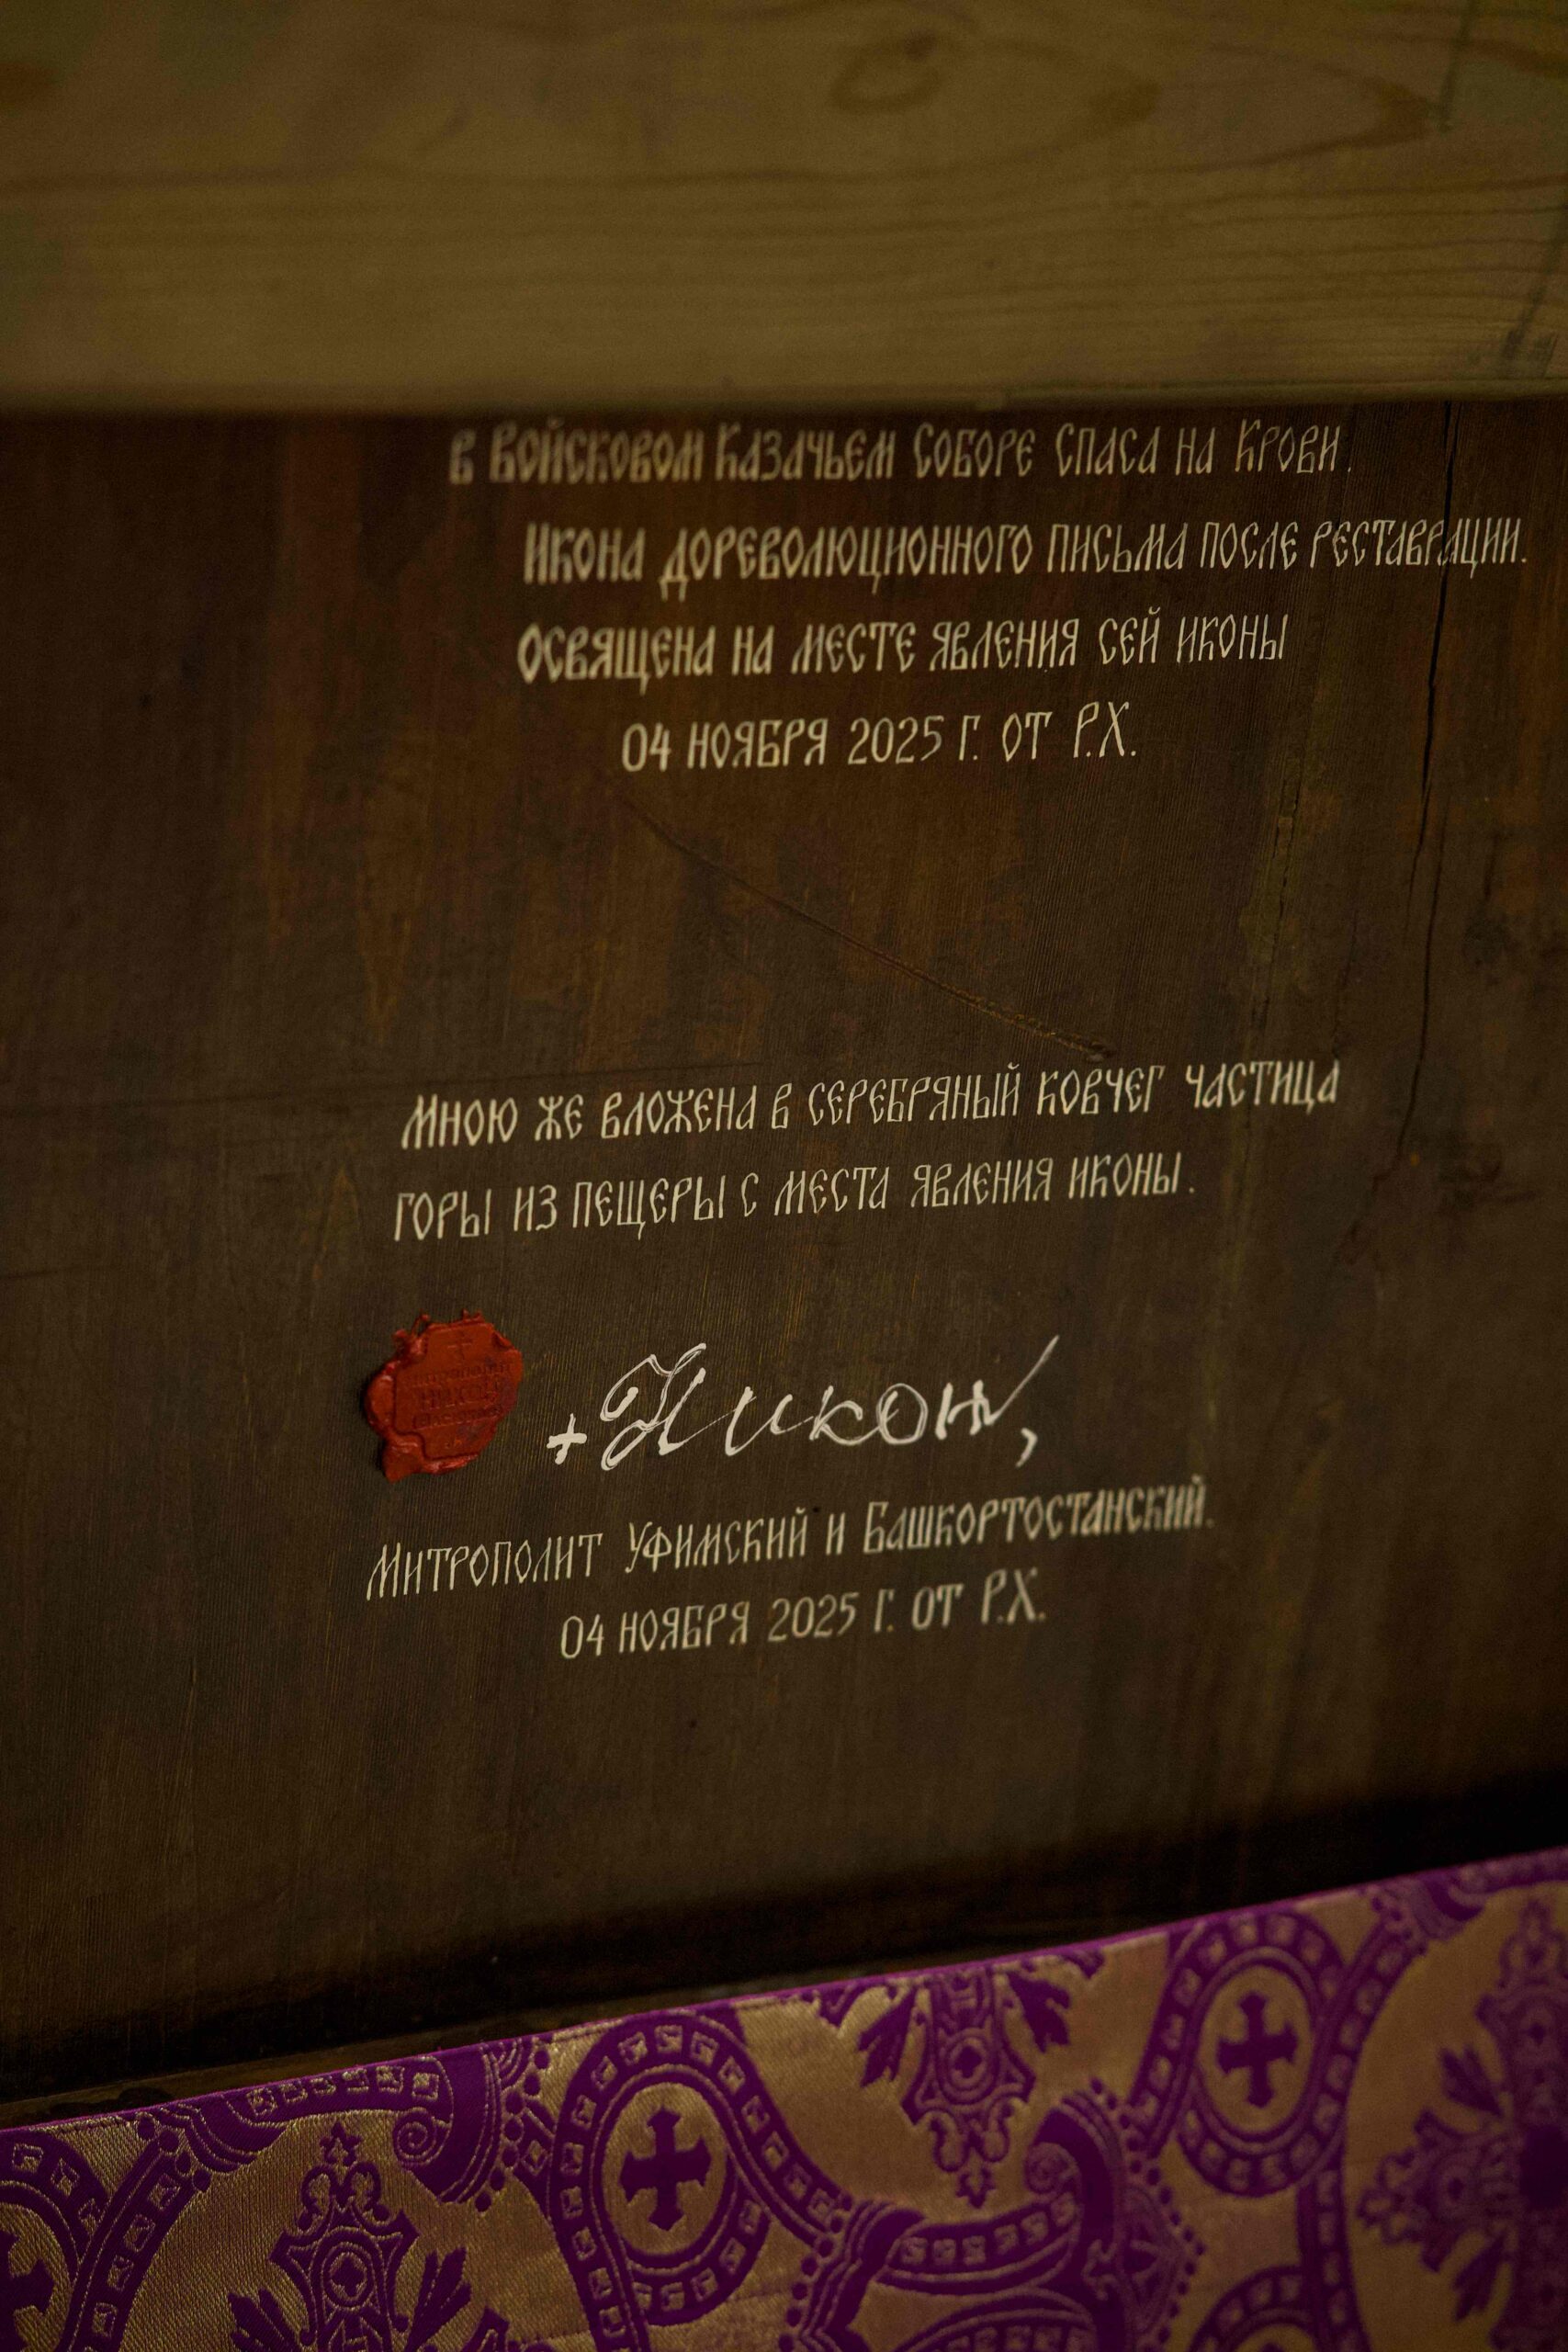 в Войсковом Казачьем Соборе Спаса на Крови.
Икона дореволюционного письма после реставрации.
Освящена на месте явления сей иконы
04 ноября 2025 г. от Р.Х.
Мною же вложена в серебряный ковчег частица
горы из пещеры с места явления иконы.
+Никон,
Митрополит Уфимский и Башкортостанский.
04 ноября 2025 г. от Р.Х.